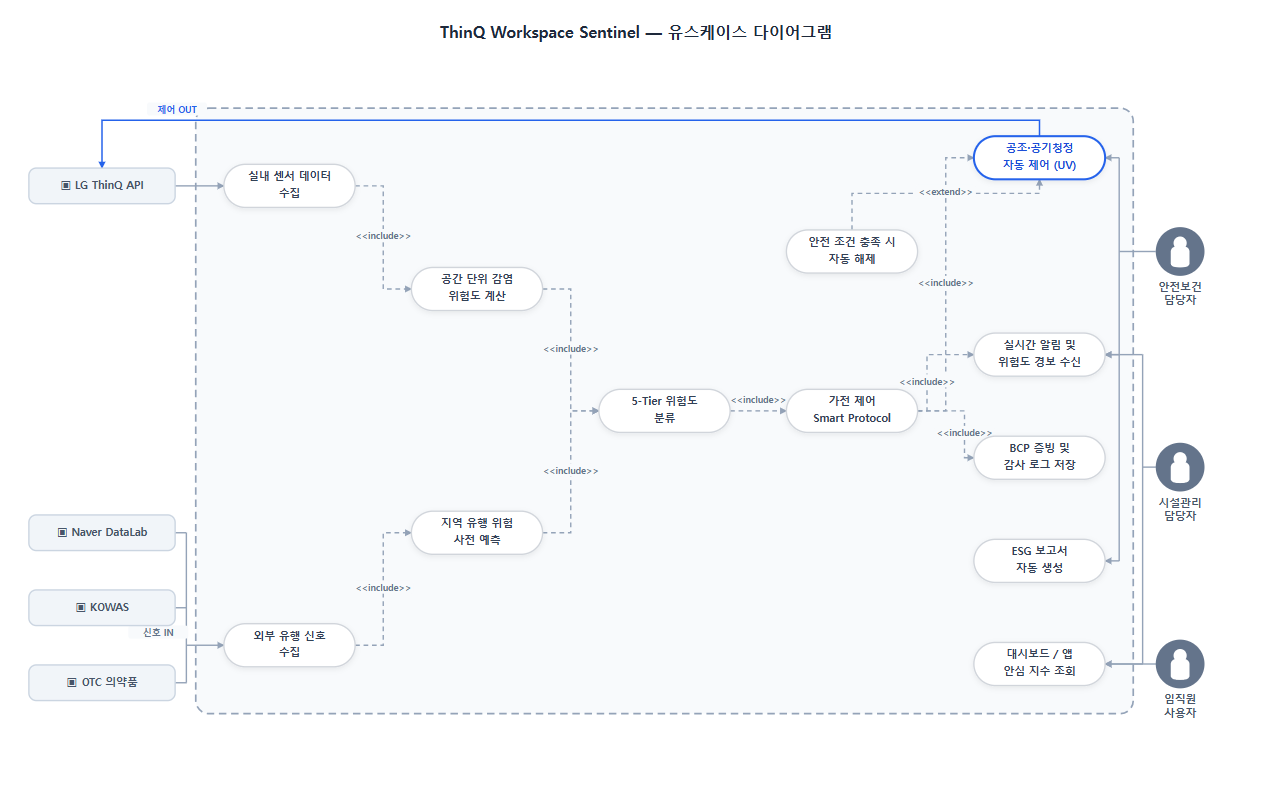 ThinQ Workspace Sentinel — 유스케이스 다이어그램
제어 OUT
▣ LG ThinQ API
실내 센서 데이터
수집
공조·공기청정
자동 제어 (UV)
<<extend>>
<<include>>
안전 조건 충족 시
자동 해제
안전보건
담당자
공간 단위 감염
위험도 계산
<<include>>
<<include>>
실시간 알림 및
위험도 경보 수신
<<include>>
5-Tier 위험도
분류
<<include>>
가전 제어
Smart Protocol
<<include>>
BCP 증빙 및
감사 로그 저장
<<include>>
시설관리
담당자
▣ Naver DataLab
지역 유행 위험
사전 예측
ESG 보고서
자동 생성
<<include>>
▣ KOWAS
신호 IN
외부 유행 신호
수집
대시보드 / 앱
안심 지수 조회
▣ OTC 의약품
임직원
사용자